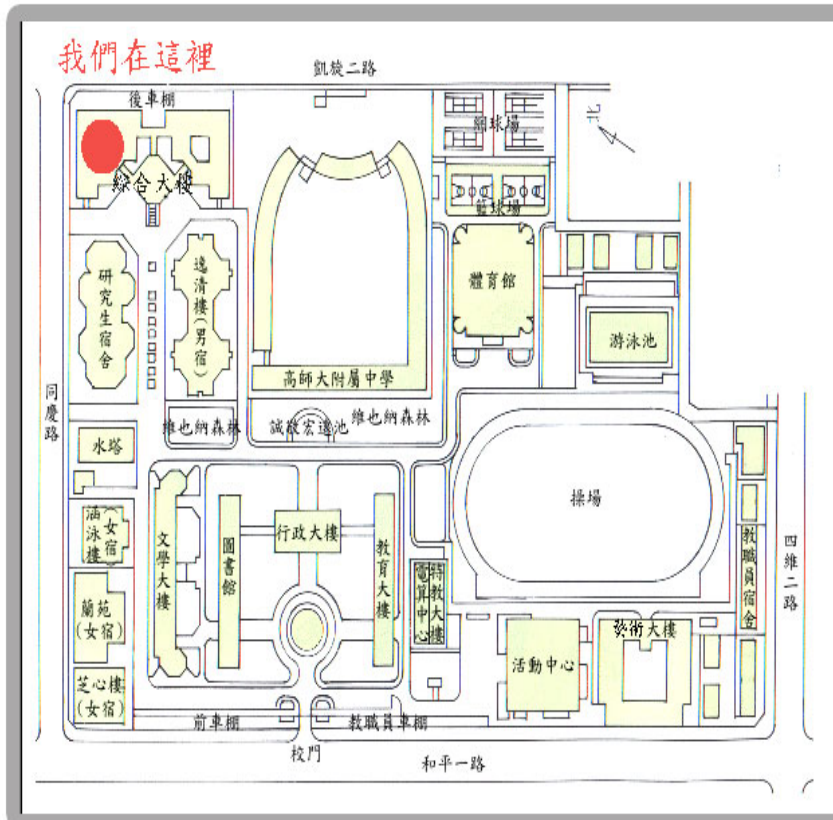 我們在這裡
凱旋二路
後車棚
網球場
北
綜合大樓
籃球場
研究生宿舍
逸清樓(男宿)
體育館
游泳池
高師大附屬中學
同慶路
維也納森林
誠敬宏遠池
維也納森林
水塔
操場
涵泳樓(女宿)
文學大樓
圖書館
行政大樓
教育大樓
電算中心
特教大樓
教職員宿舍
四維二路
蘭苑
(女宿)
活動中心
藝術大樓
芝心樓
(女宿)
前車棚
教職員車棚
校門
和平一路